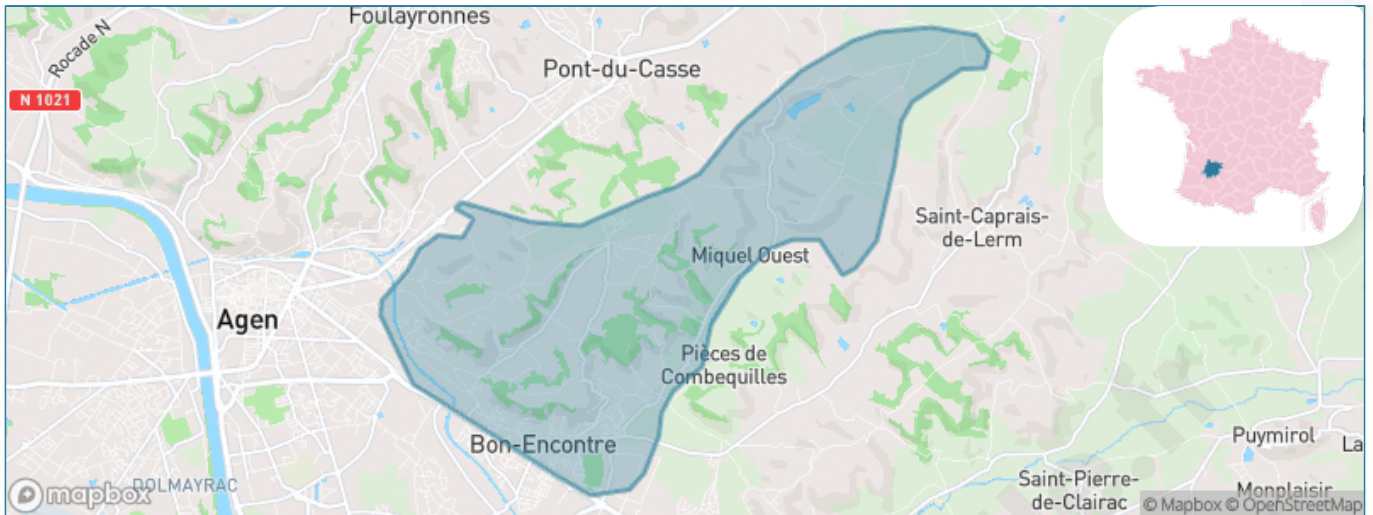 Foulayronnes
Rocade N
Pont-du-Casse
N 1021
Saint-Caprais-
de-Lerm
Miquel Ouest
Agen
Pièces de
Combequilles
Bon-Encontre
Puymirol
La
DOLMAYRAC
Saint-Pierre-
de-Clairac
Monplaisir
mapbox
© Mapbox © OpenStreetMap